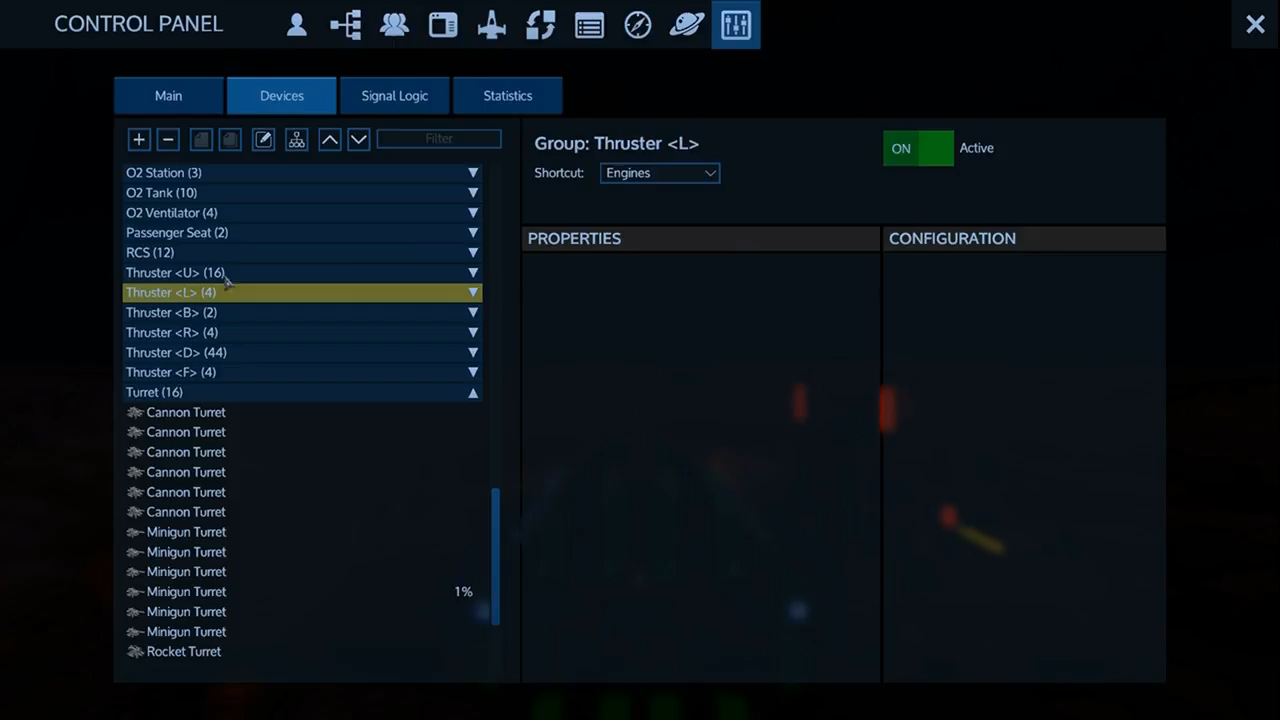 CONTROL PANEL
Main
Devices
Signal Logic
Statistics
Filter
O2 Station (3)
O2 Tank (10)
O2 Ventilator (4)
Passenger Seat (2)
RCS (12)
Thruster <U> (16)
Thruster <L> (4)
Thruster <B> (2)
Thruster <R> (4)
Thruster <D> (44)
Thruster <F> (4)
Turret (16)
Cannon Turret
Cannon Turret
Cannon Turret
Cannon Turret
Cannon Turret
Cannon Turret
Minigun Turret
Minigun Turret
Minigun Turret
Minigun Turret 1%
Minigun Turret
Minigun Turret
Rocket Turret
Group: Thruster <L>
ON Active
Shortcut: Engines
PROPERTIES
CONFIGURATION